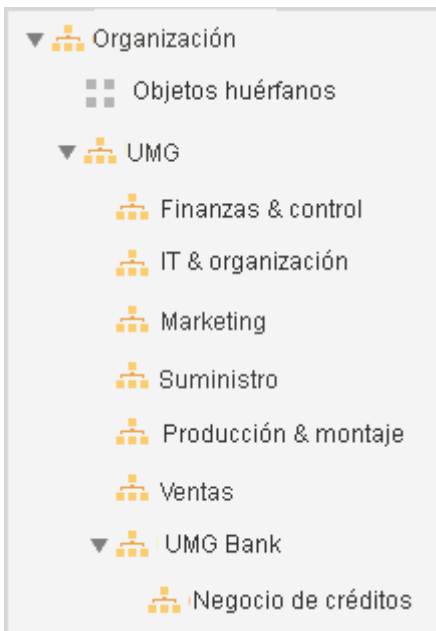 Organización
Objetos huérfanos
UMG
Finanzas & control
IT & organización
Marketing
Suministro
Producción & montaje
Ventas
UMG Bank
Negocio de créditos